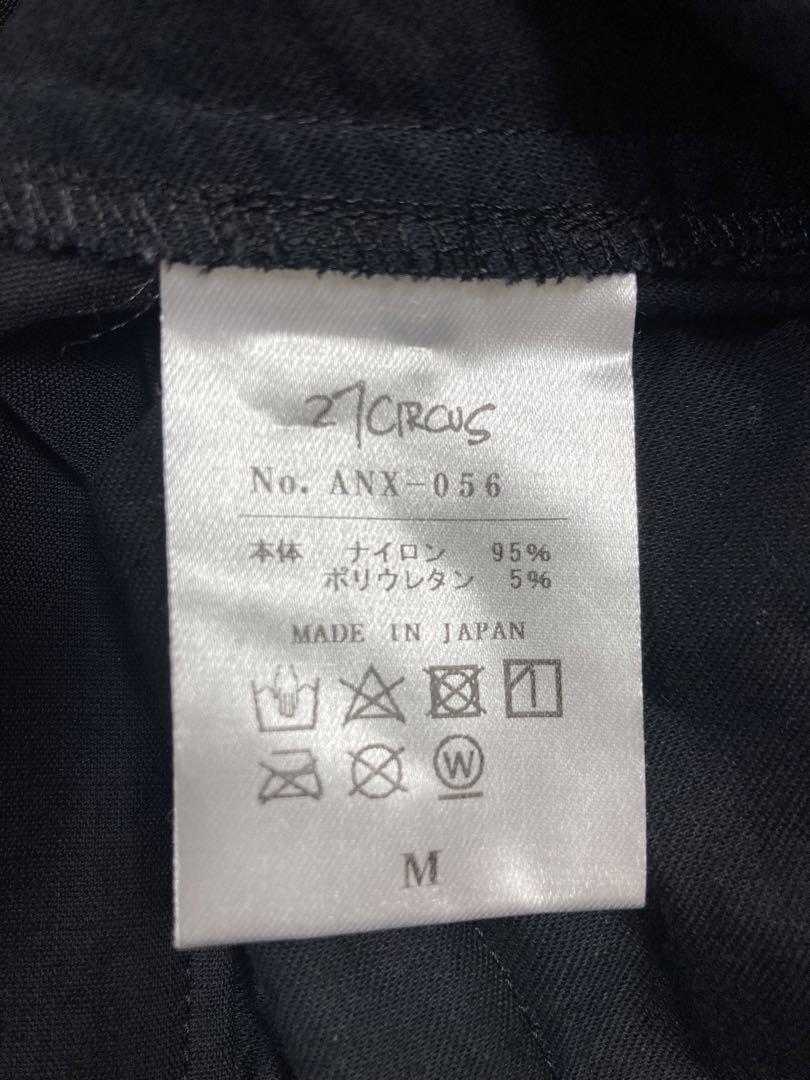 27CIRCUS
No. ANX-056
本体 ナイロン 95%
ポリウレタン 5%
MADE IN JAPAN
W
M